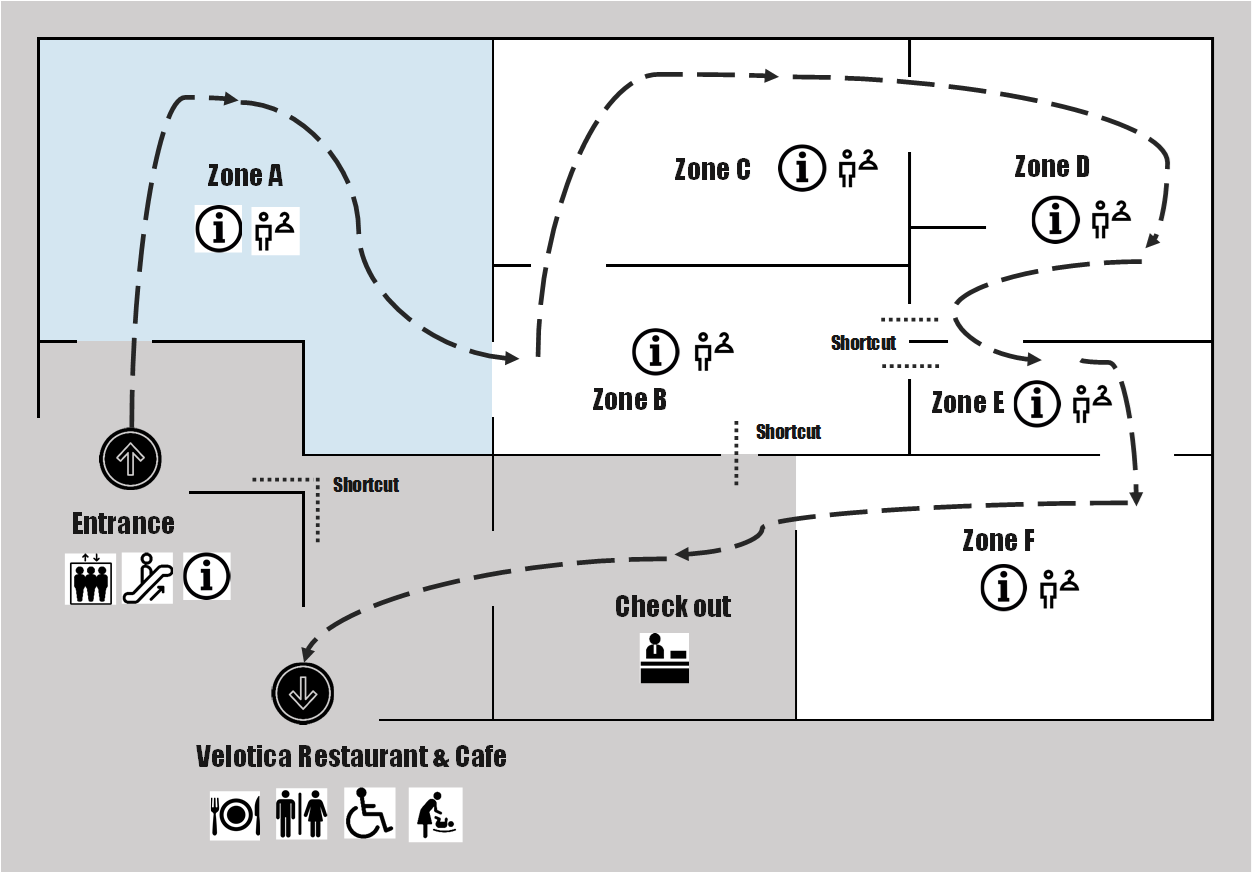 Zone A
Zone C
Zone D
Shortcut
Zone B
Zone E
Shortcut
Shortcut
Entrance
Zone F
Check out
Velotica Restaurant & Cafe